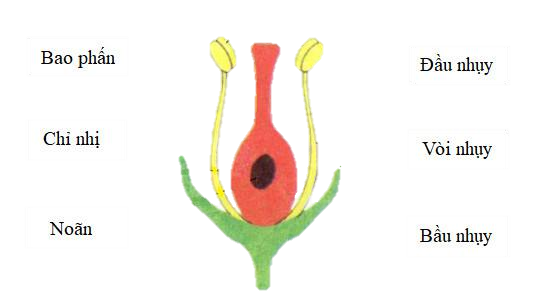 Bao phấn
Đầu nhụy
Chỉ nhị
Vòi nhụy
Noãn
Bầu nhụy